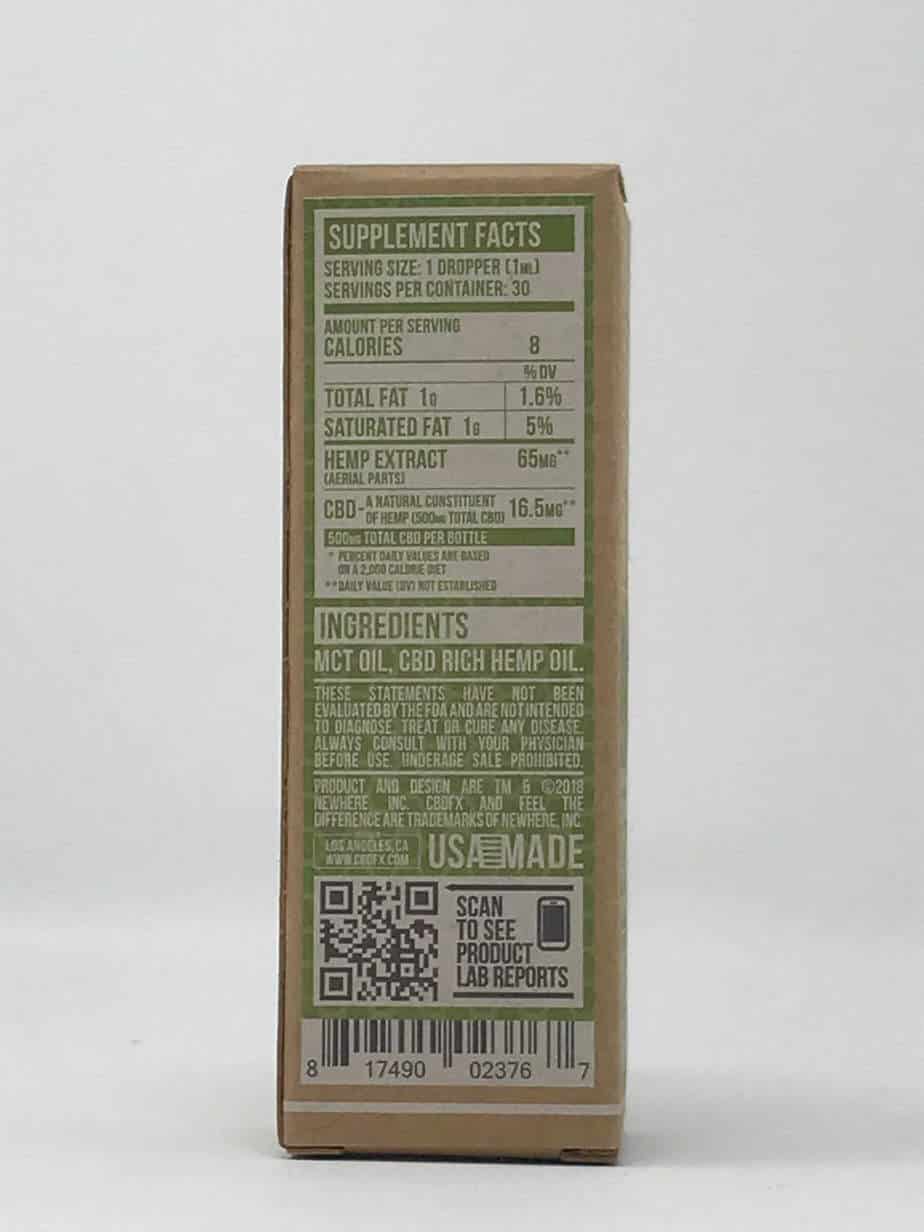 SUPPLEMENT FACTS
SERVING SIZE: 1 DROPPER (1ML)
SERVINGS PER CONTAINER: 30
AMOUNT PER SERVING
CALORIES 8
% DV
TOTAL FAT 1G 1.6%
SATURATED FAT 1G 5%
HEMP EXTRACT 65MG**
(AERIAL PARTS)
CBD-A NATURAL CONSTITUENT 16.5MG**
OF HEMP (500MG TOTAL CBD)
500MG TOTAL CBD PER BOTTLE
* PERCENT DAILY VALUES ARE BASED
ON A 2,000 CALORIE DIET
**DAILY VALUE (DV) NOT ESTABLISHED
INGREDIENTS
MCT OIL, CBD RICH HEMP OIL.
THESE STATEMENTS HAVE NOT BEEN
EVALUATED BY THE FDA AND ARE NOT INTENDED
TO DIAGNOSE, TREAT OR CURE ANY DISEASE.
ALWAYS CONSULT WITH YOUR PHYSICIAN
BEFORE USE. UNDERAGE SALE PROHIBITED.
PRODUCT AND DESIGN ARE TM & ©2018
NEWHERE, INC. CBDFX AND FEEL THE
DIFFERENCE ARE TRADEMARKS OF NEWHERE, INC
LOS ANGELES, CA
WWW.CBDFX.COM
USA MADE
SCAN
TO SEE
PRODUCT
LAB REPORTS
8 17490 02376 7